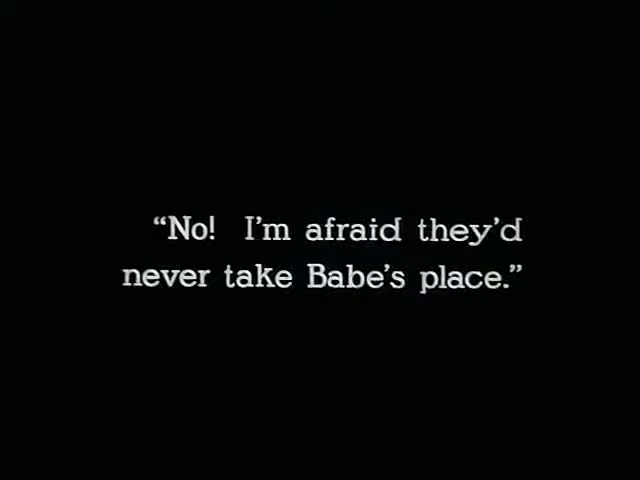 “No!  I’m afraid they’d
never take Babe’s place.”